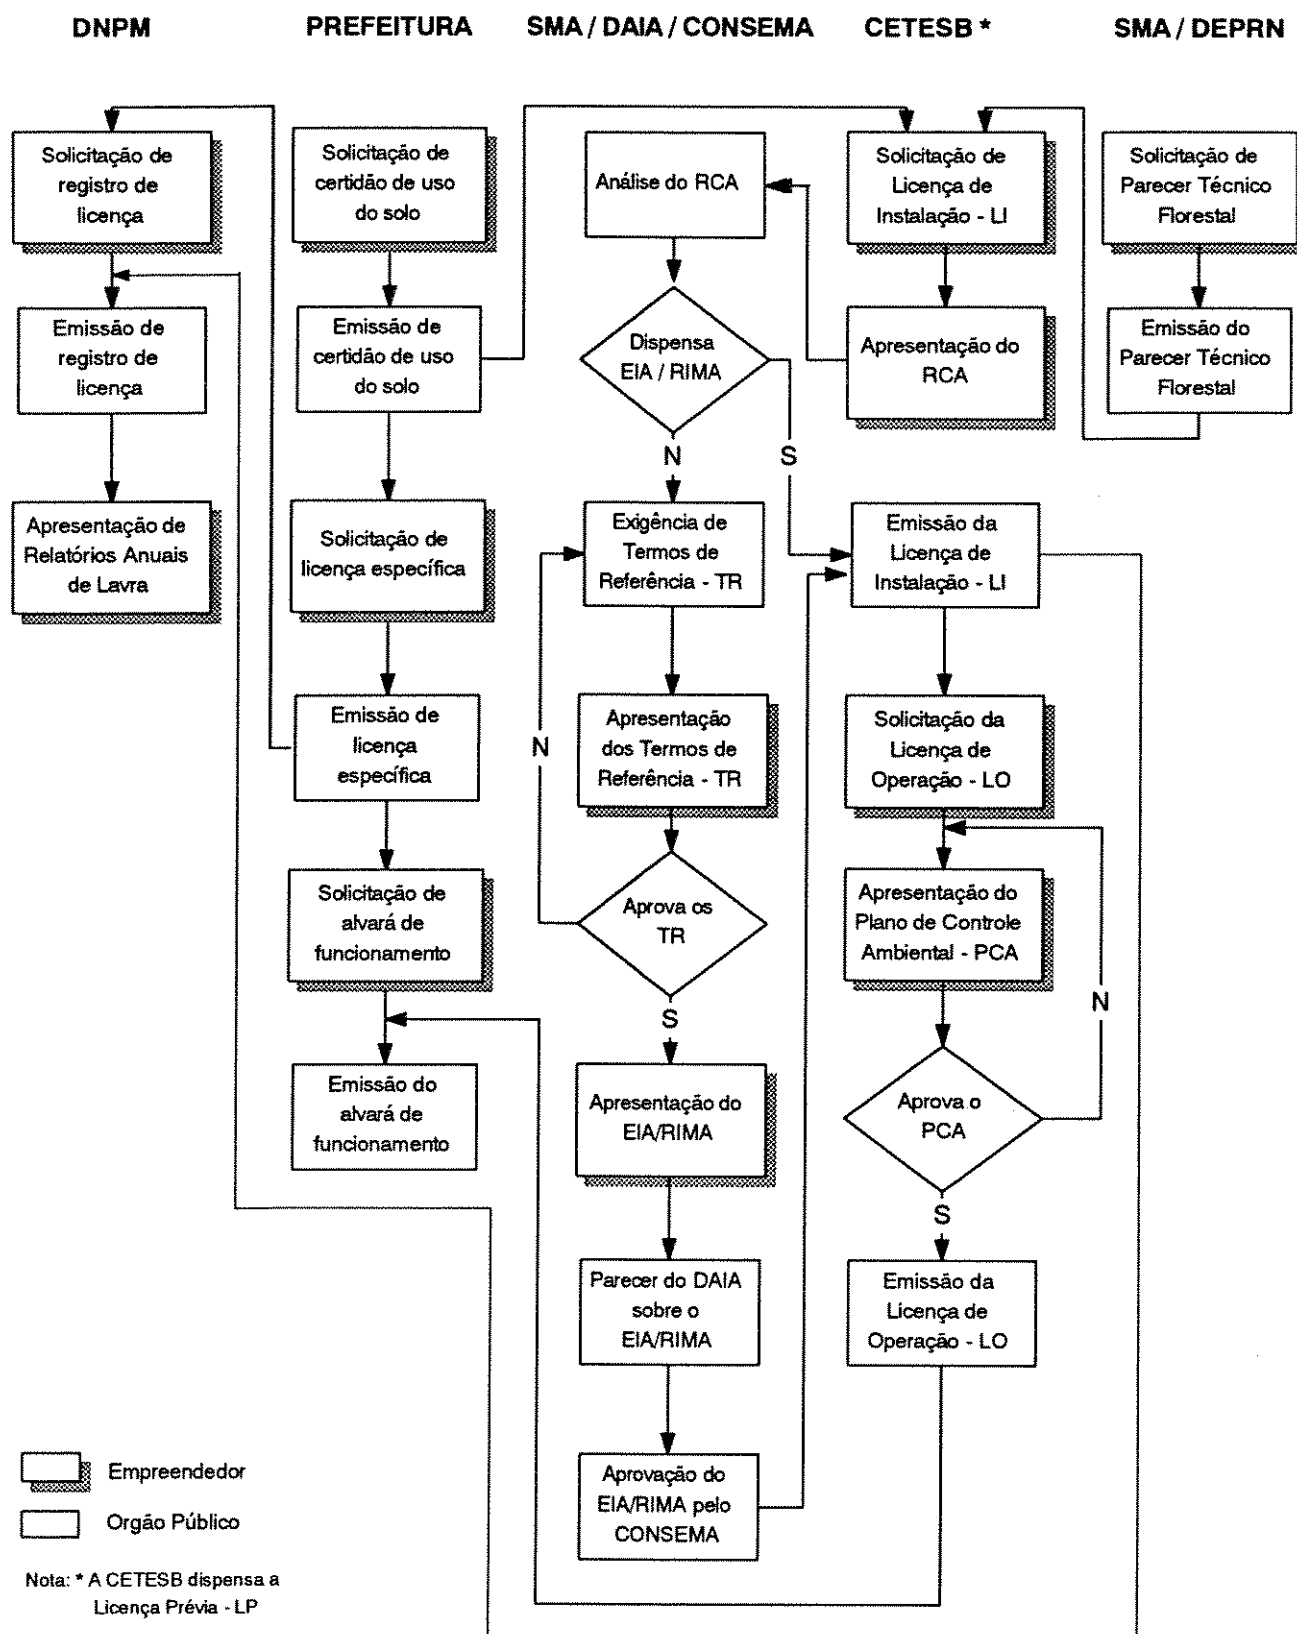 DNPM
PREFEITURA
SMA / DAIA / CONSEMA
CETESB *
SMA / DEPRN
Solicitação de
registro de
licença
Emissão de
registro de
licença
Apresentação de
Relatórios Anuais
de Lavra
Solicitação de
certidão de uso
do solo
Emissão de
certidão de uso
do solo
Solicitação de
licença específica
Emissão de
licença
específica
Solicitação de
alvará de
funcionamento
Emissão do
alvará de
funcionamento
Análise do RCA
Dispensa
EIA / RIMA
N
S
Exigência de
Termos de
Referência - TR
Apresentação
dos Termos de
Referência - TR
N
Aprova os
TR
S
Apresentação do
EIA/RIMA
Parecer do DAIA
sobre o
EIA/RIMA
Aprovação do
EIA/RIMA pelo
CONSEMA
Solicitação de
Licença de
Instalação - LI
Apresentação do
RCA
Emissão da
Licença de
Instalação - LI
Solicitação da
Licença de
Operação - LO
Apresentação do
Plano de Controle
Ambiental - PCA
N
Aprova o
PCA
S
Emissão da
Licença de
Operação - LO
Solicitação de
Parecer Técnico
Florestal
Emissão do
Parecer Técnico
Florestal
Empreendedor
Orgão Público
Nota: * A CETESB dispensa a
Licença Prévia - LP